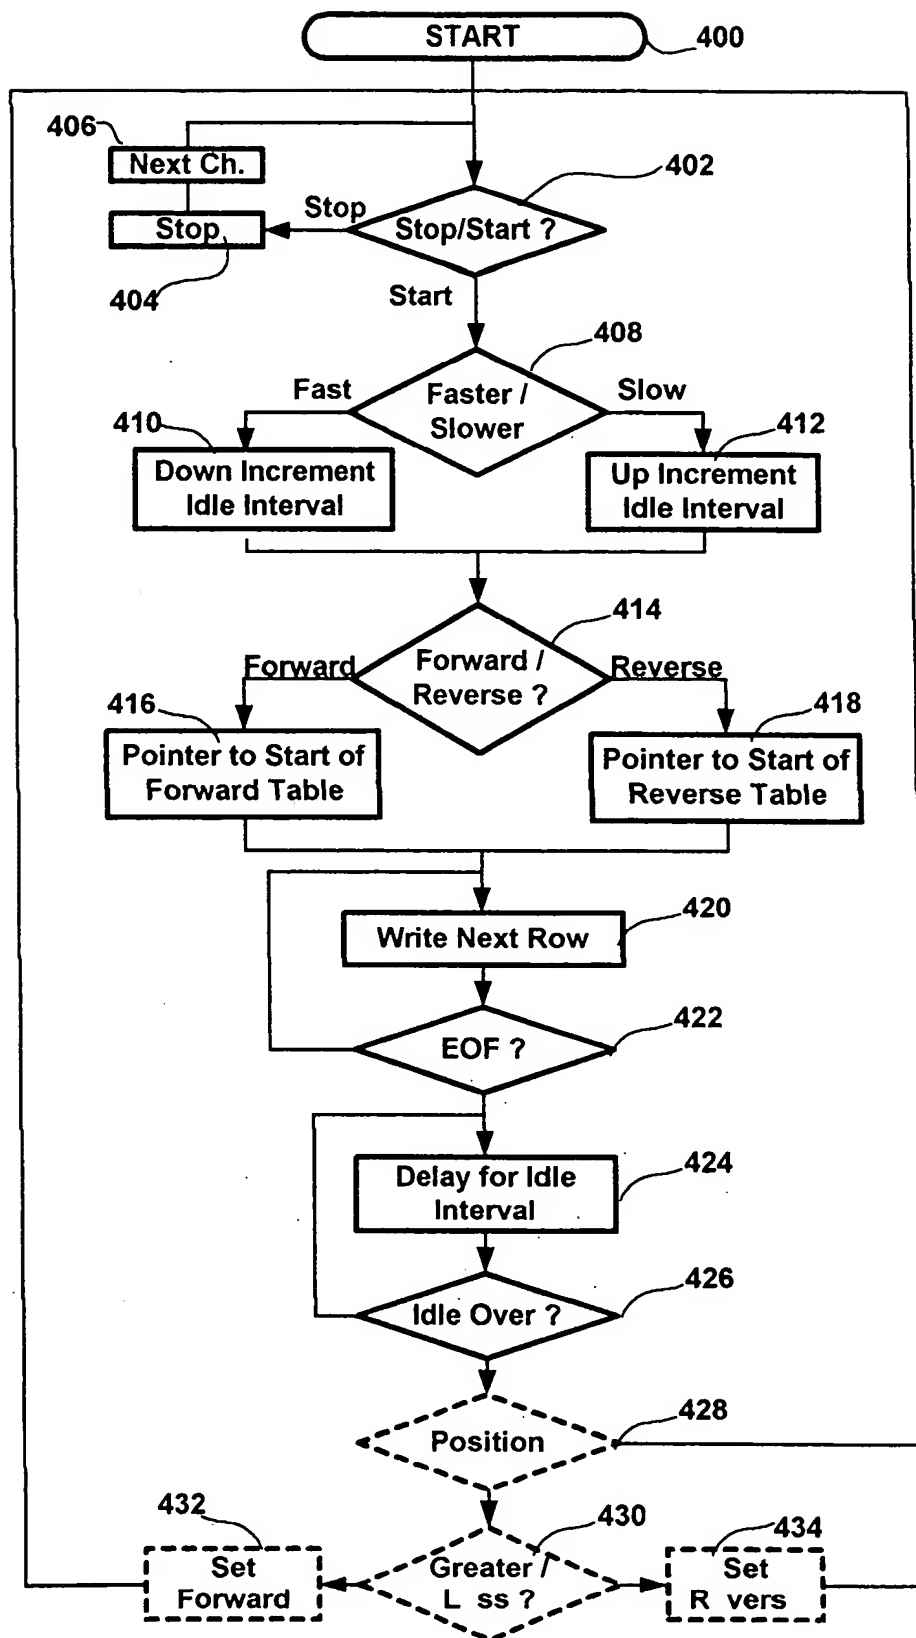 START
400
406
Next Ch.
402
Stop
Stop/Start ?
Stop
404
Start
408
Fast
Faster /
Slower
Slow
410
412
Down Increment
Idle Interval
Up Increment
Idle Interval
414
Forward
Forward /
Reverse ?
Reverse
416
418
Pointer to Start of
Forward Table
Pointer to Start of
Reverse Table
420
Write Next Row
422
EOF ?
424
Delay for Idle
Interval
426
Idle Over ?
428
Position
432
430
434
Set
Forward
Greater /
L ss ?
Set
R vers